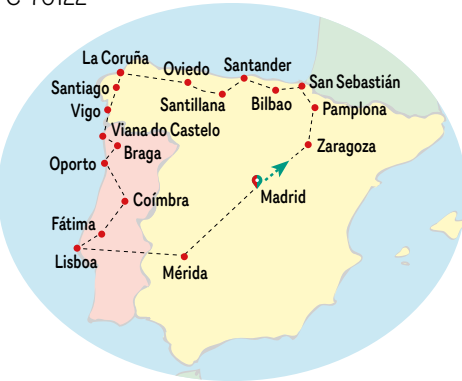 La Coruña
Oviedo
Santander
San Sebastián
Santiago
Santillana
Bilbao
Pamplona
Vigo
Viana do Castelo
Braga
Zaragoza
Oporto
Madrid
Coímbra
Fátima
Lisboa
Mérida